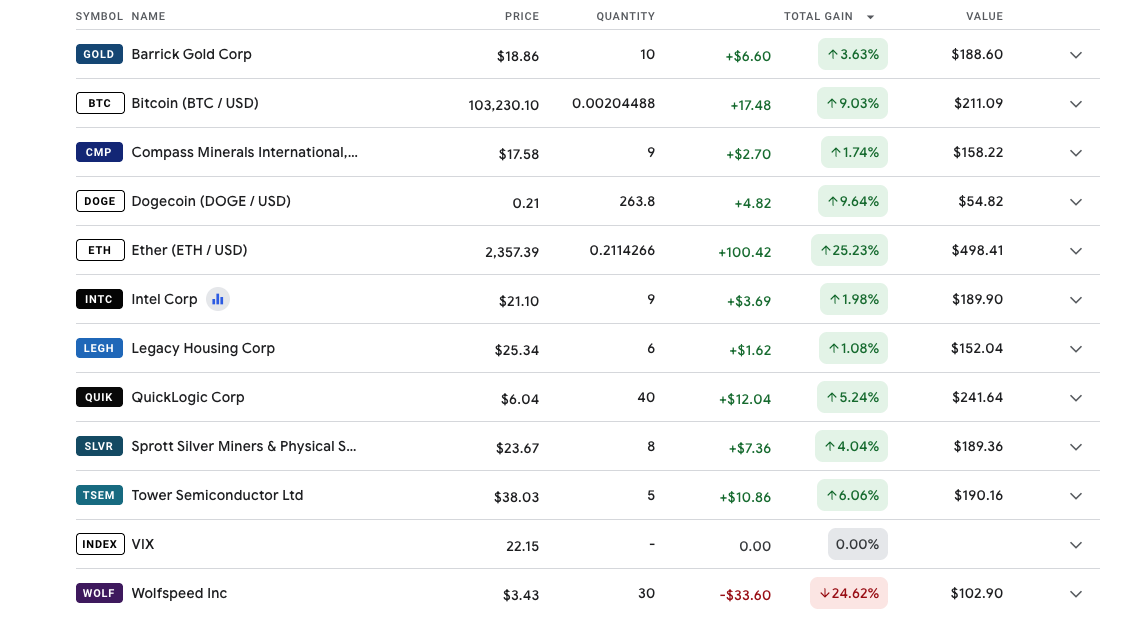 SYMBOL NAME PRICE QUANTITY TOTAL GAIN VALUE
GOLD Barrick Gold Corp $18.86 10 +$6.60 ↑3.63% $188.60
BTC Bitcoin (BTC / USD) 103,230.10 0.00204488 +17.48 ↑9.03% $211.09
CMP Compass Minerals International,... $17.58 9 +$2.70 ↑1.74% $158.22
DOGE Dogecoin (DOGE / USD) 0.21 263.8 +4.82 ↑9.64% $54.82
ETH Ether (ETH / USD) 2,357.39 0.2114266 +100.42 ↑25.23% $498.41
INTC Intel Corp $21.10 9 +$3.69 ↑1.98% $189.90
LEGH Legacy Housing Corp $25.34 6 +$1.62 ↑1.08% $152.04
QUIK QuickLogic Corp $6.04 40 +$12.04 ↑5.24% $241.64
SLVR Sprott Silver Miners & Physical S... $23.67 8 +$7.36 ↑4.04% $189.36
TSEM Tower Semiconductor Ltd $38.03 5 +$10.86 ↑6.06% $190.16
INDEX VIX 22.15 - 0.00 0.00%
WOLF Wolfspeed Inc $3.43 30 -$33.60 ↓24.62% $102.90